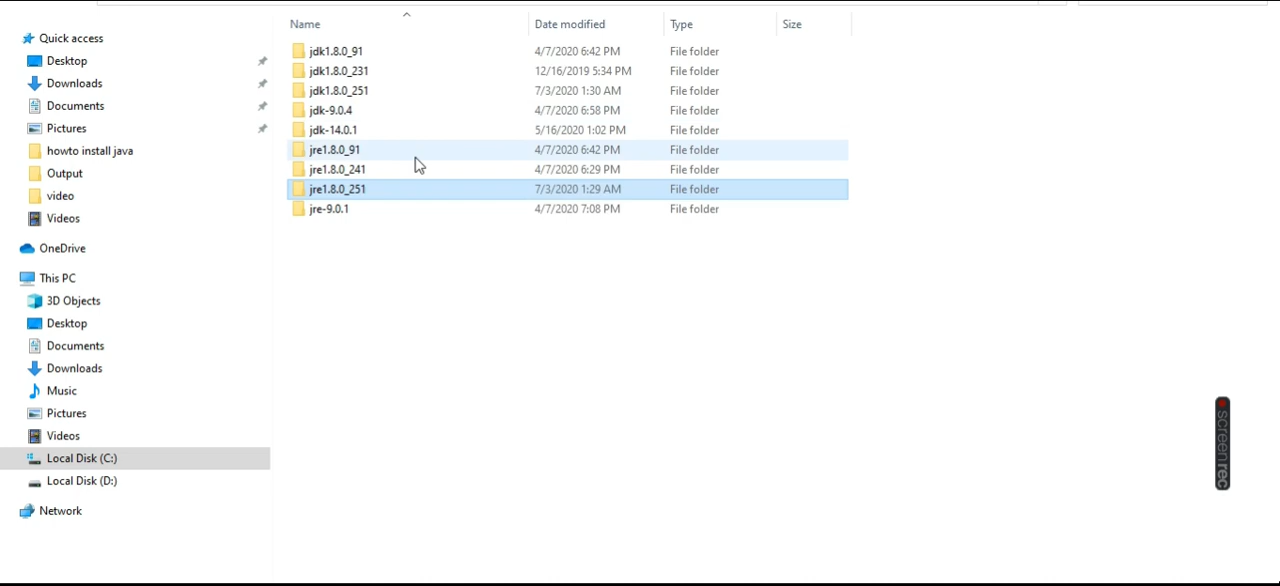 Name Date modified Type Size
Quick access
Desktop
Downloads
Documents
Pictures
howto install java
Output
video
Videos
OneDrive
This PC
3D Objects
Desktop
Documents
Downloads
Music
Pictures
Videos
Local Disk (C:)
Local Disk (D:)
Network
jdk1.8.0_91 4/7/2020 6:42 PM File folder
jdk1.8.0_231 12/16/2019 5:34 PM File folder
jdk1.8.0_251 7/3/2020 1:30 AM File folder
jdk-9.0.4 4/7/2020 6:58 PM File folder
jdk-14.0.1 5/16/2020 1:02 PM File folder
jre1.8.0_91 4/7/2020 6:42 PM File folder
jre1.8.0_241 4/7/2020 6:29 PM File folder
jre1.8.0_251 7/3/2020 1:29 AM File folder
jre-9.0.1 4/7/2020 7:08 PM File folder
screenrec